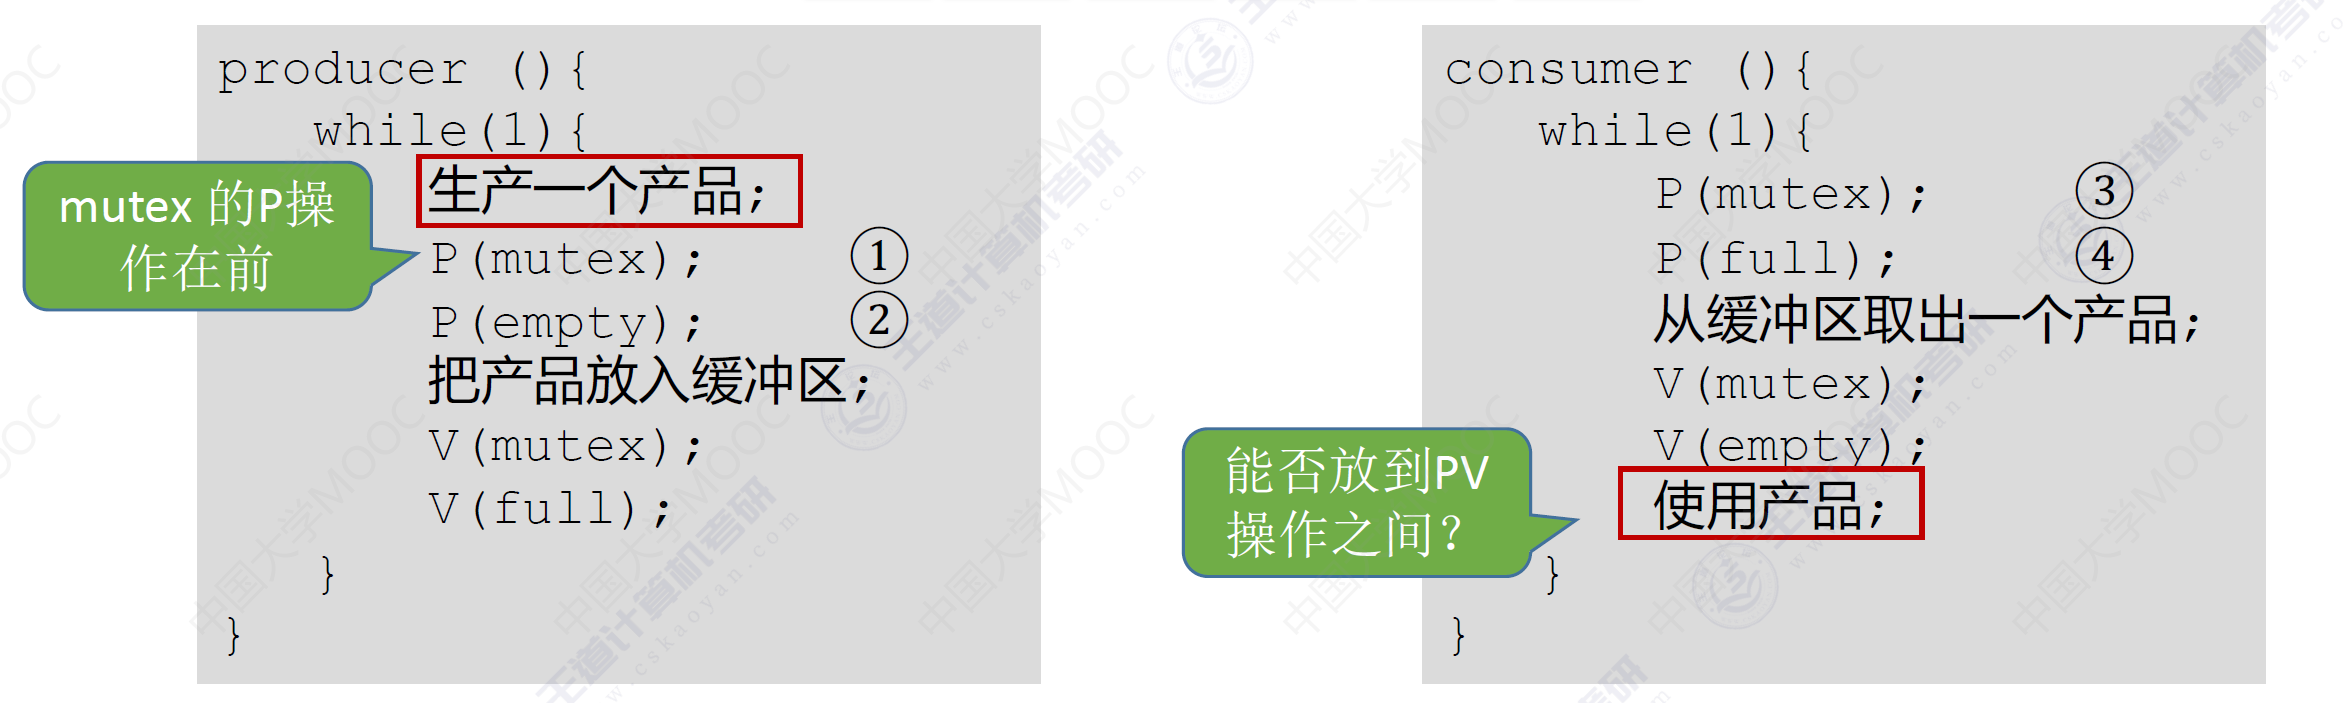 producer (){
while(1){
生产一个产品;
mutex 的P操
作在前
P(mutex); ①
P(empty); ②
把产品放入缓冲区;
V(mutex);
V(full);
}
}
consumer (){
while(1){
P(mutex); ③
P(full); ④
从缓冲区取出一个产品;
V(mutex);
V(empty);
能否放到PV
操作之间?
使用产品;
}
}
中国大学MOOC
王道计算机考研
www.cskaoyan.com